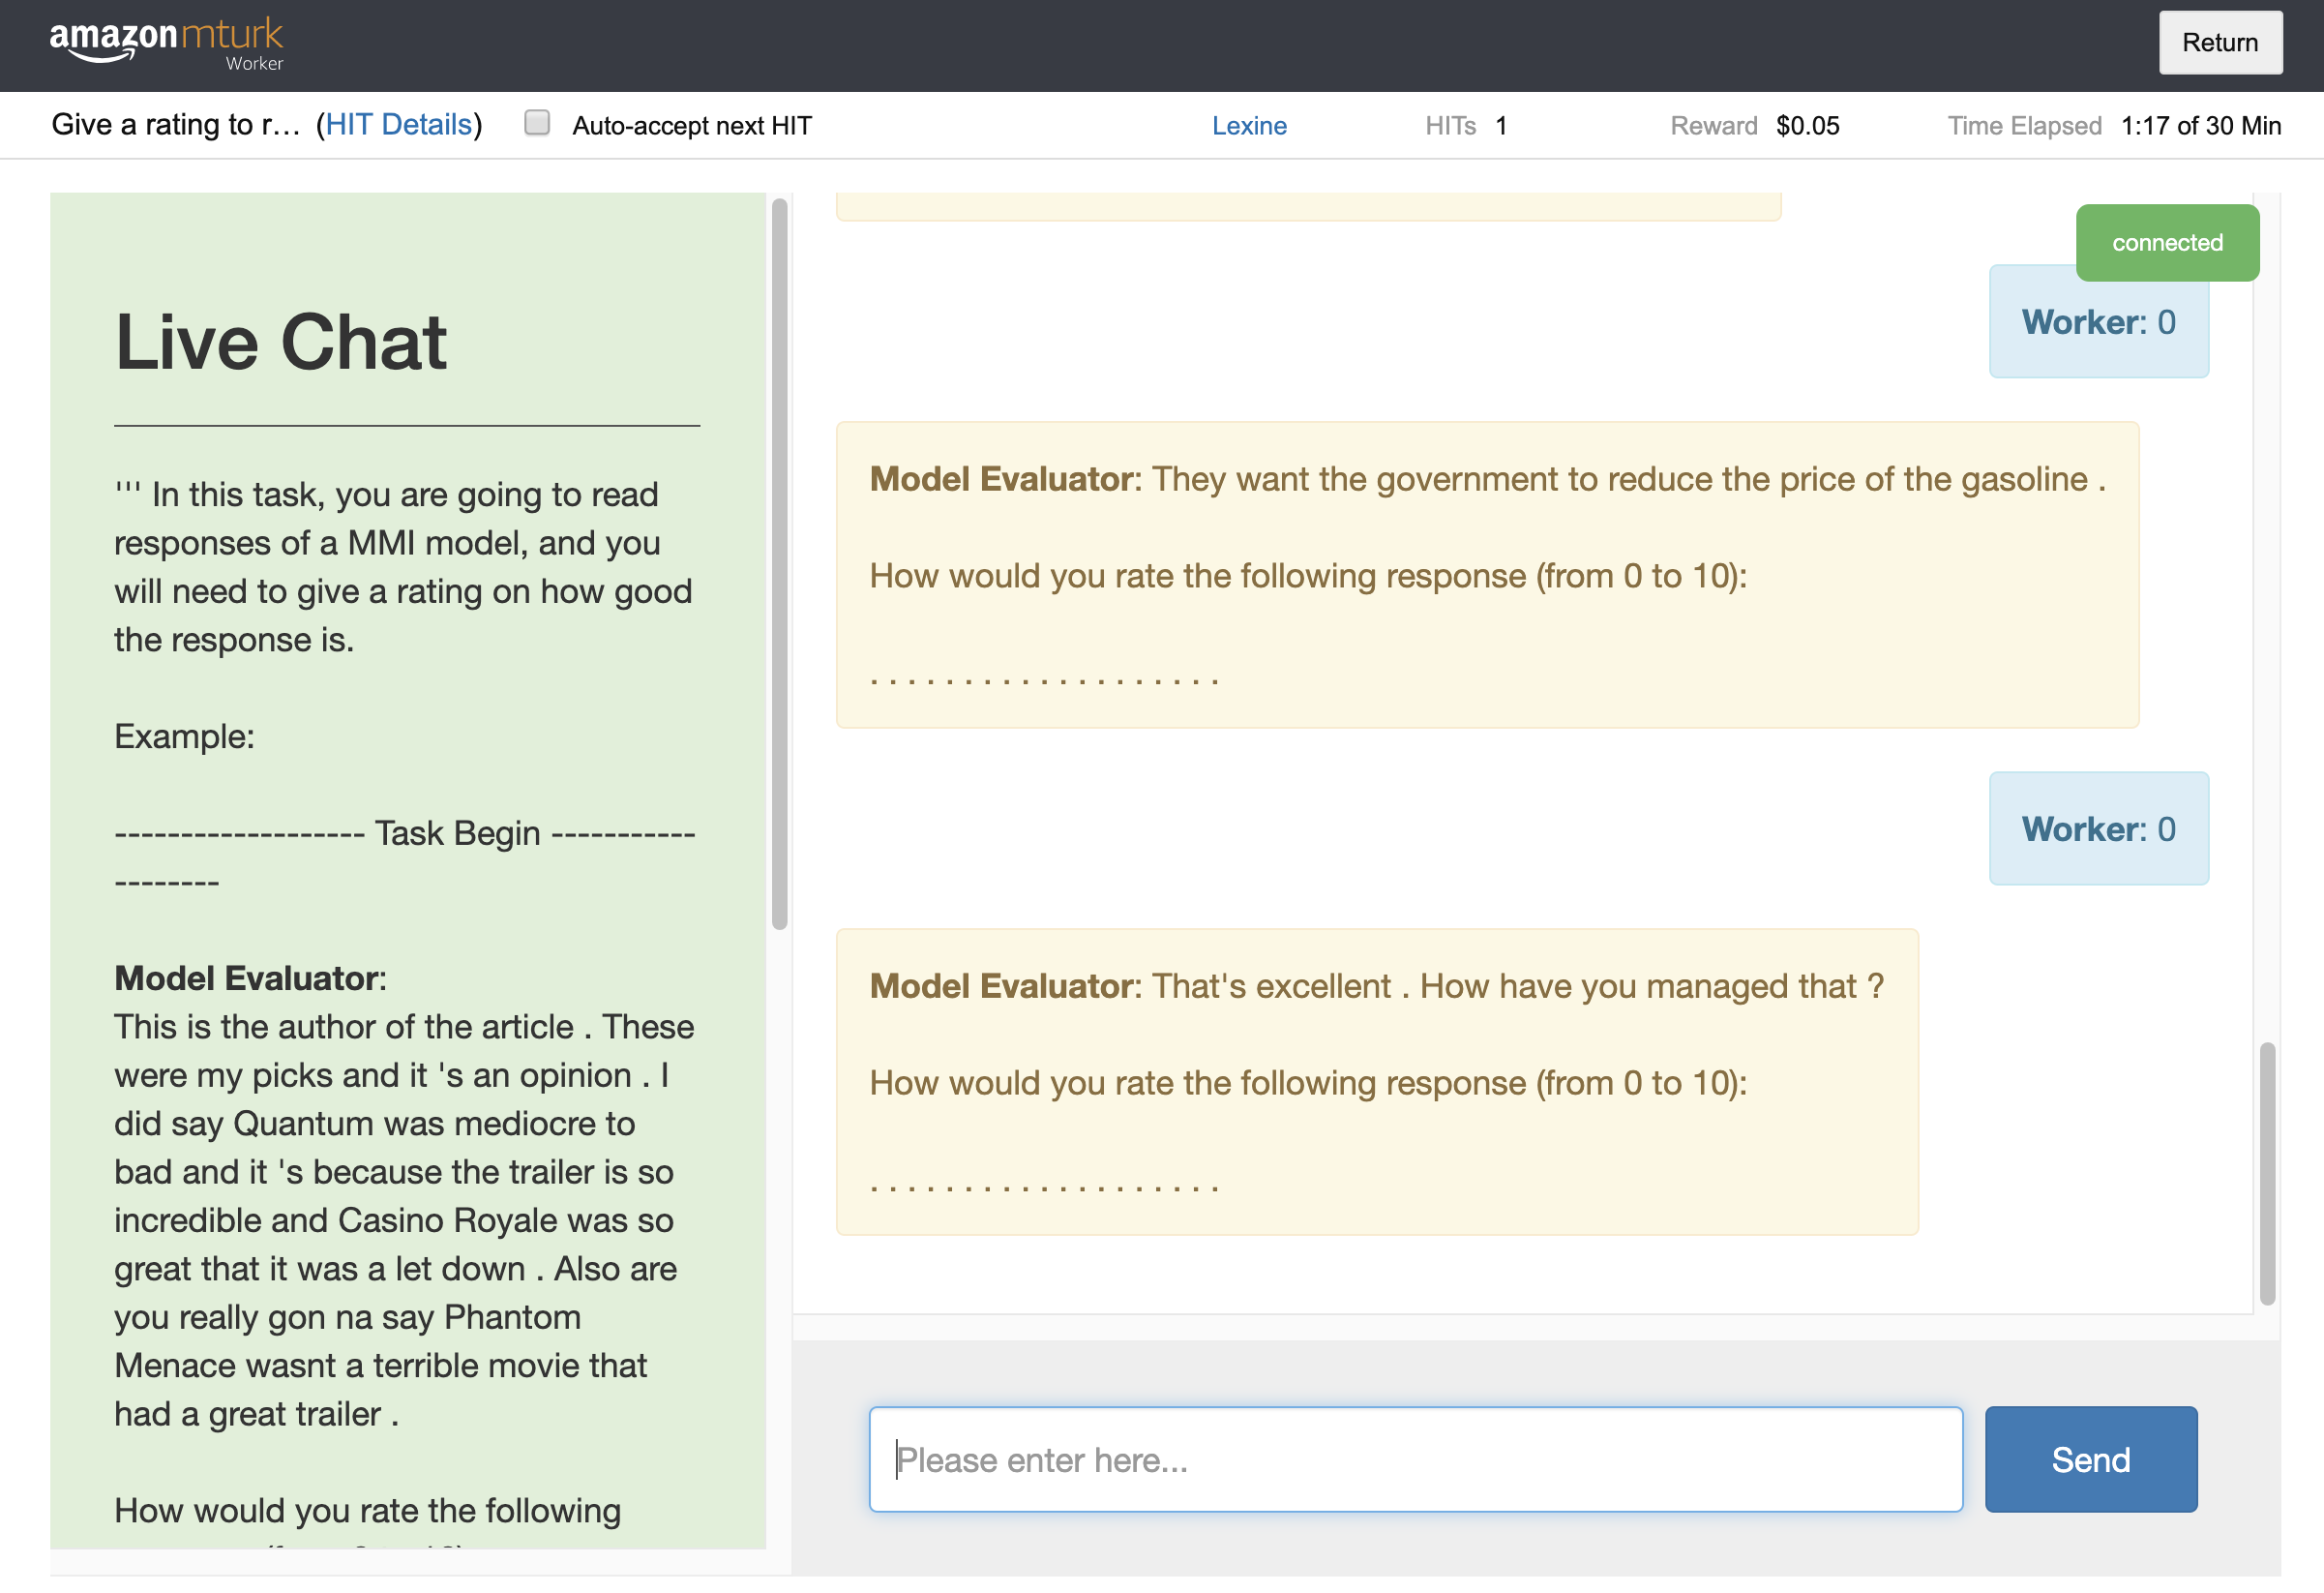 amazon mturk
Worker
Return
Give a rating to r... (HIT Details)
Auto-accept next HIT
Lexine
HITs 1
Reward $0.05
Time Elapsed 1:17 of 30 Min
Live Chat
''' In this task, you are going to read
responses of a MMI model, and you
will need to give a rating on how good
the response is.
Example:
------------------- Task Begin -----------
--------
Model Evaluator:
This is the author of the article . These
were my picks and it 's an opinion . I
did say Quantum was mediocre to
bad and it 's because the trailer is so
incredible and Casino Royale was so
great that it was a let down . Also are
you really gon na say Phantom
Menace wasnt a terrible movie that
had a great trailer .
How would you rate the following
connected
Worker: 0
Model Evaluator: They want the government to reduce the price of the gasoline .
How would you rate the following response (from 0 to 10):
. . . . . . . . . . . . . . . . . . .
Worker: 0
Model Evaluator: That's excellent . How have you managed that ?
How would you rate the following response (from 0 to 10):
. . . . . . . . . . . . . . . . . . .
Please enter here...
Send